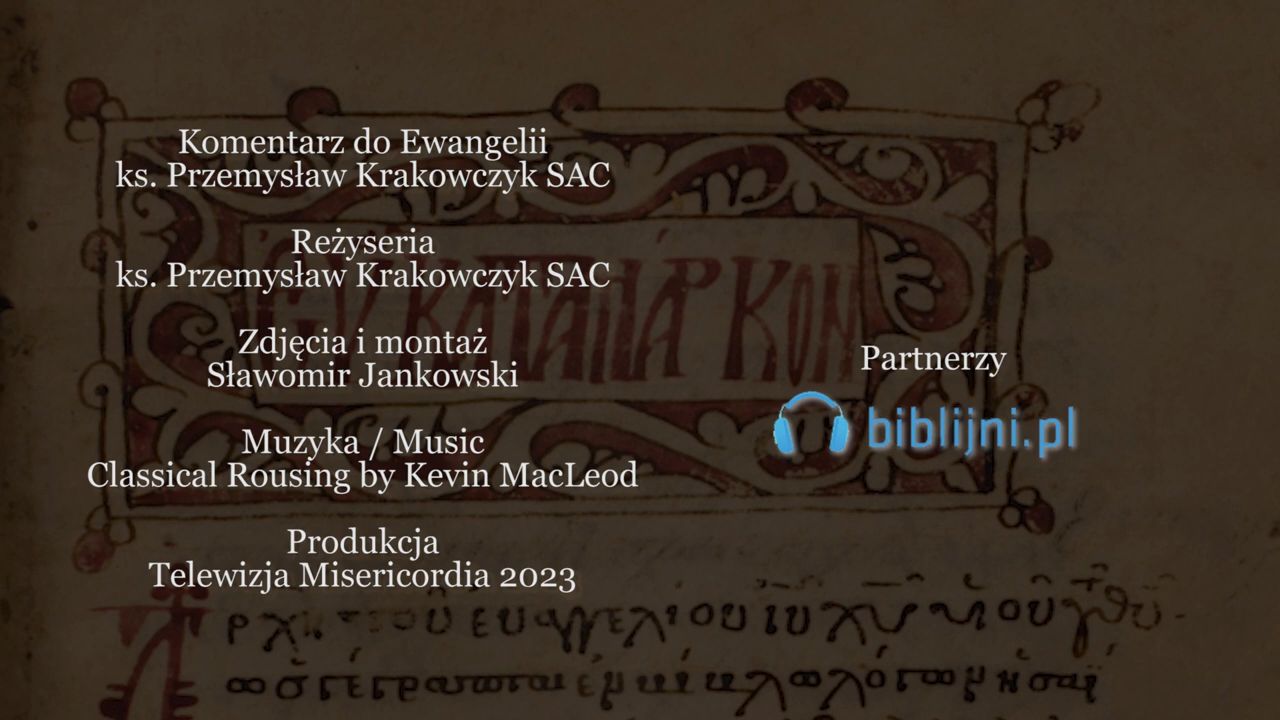 Komentarz do Ewangelii
ks. Przemysław Krakowczyk SAC
Reżyseria
ks. Przemysław Krakowczyk SAC
Zdjęcia i montaż
Sławomir Jankowski
Muzyka / Music
Classical Rousing by Kevin MacLeod
Produkcja
Telewizja Misericordia 2023
Partnerzy
biblijni.pl